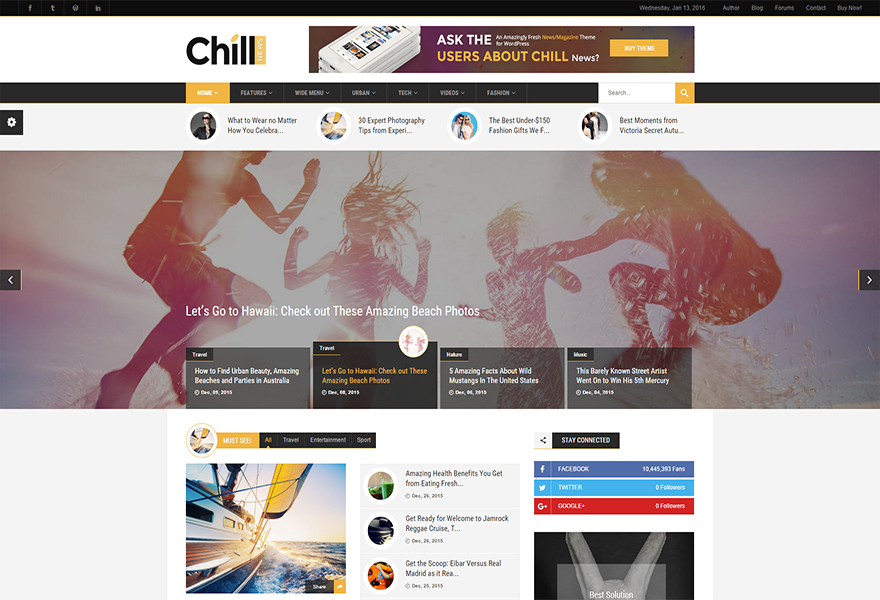 Wednesday, Jan 13, 2016 Author Blog Forums Contact Buy Now!
Chill NEWS
ASK THE An Amazingly Fresh News/Magazine Theme
for WordPress
USERS ABOUT CHILL News?
BUY THEME
HOME FEATURES WIDE MENU URBAN TECH VIDEOS FASHION Search...
What to Wear no Matter
How You Celebra...
30 Expert Photography
Tips from Experi...
The Best Under-$150
Fashion Gifts We F...
Best Moments from
Victoria Secret Autu...
Let's Go to Hawaii: Check out These Amazing Beach Photos
Travel
How to Find Urban Beauty, Amazing
Beaches and Parties in Australia
Dec, 09, 2015
Travel
Let's Go to Hawaii: Check out These
Amazing Beach Photos
Dec, 08, 2015
Nature
5 Amazing Facts About Wild
Mustangs In The United States
Dec, 06, 2015
Music
This Barely Known Street Artist
Went On to Win His 5th Mercury
Dec, 04, 2015
MUST SEE! All Travel Entertainment Sport
Share
Amazing Health Benefits You Get
from Eating Fresh...
Dec, 26, 2015
Get Ready for Welcome to Jamrock
Reggae Cruise, T...
Dec, 26, 2015
Get the Scoop: Eibar Versus Real
Madrid as it Rea...
Dec, 25, 2015
STAY CONNECTED
FACEBOOK 10,445,393 Fans
TWITTER 0 Followers
GOOGLE+ 0 Followers
Best Solution